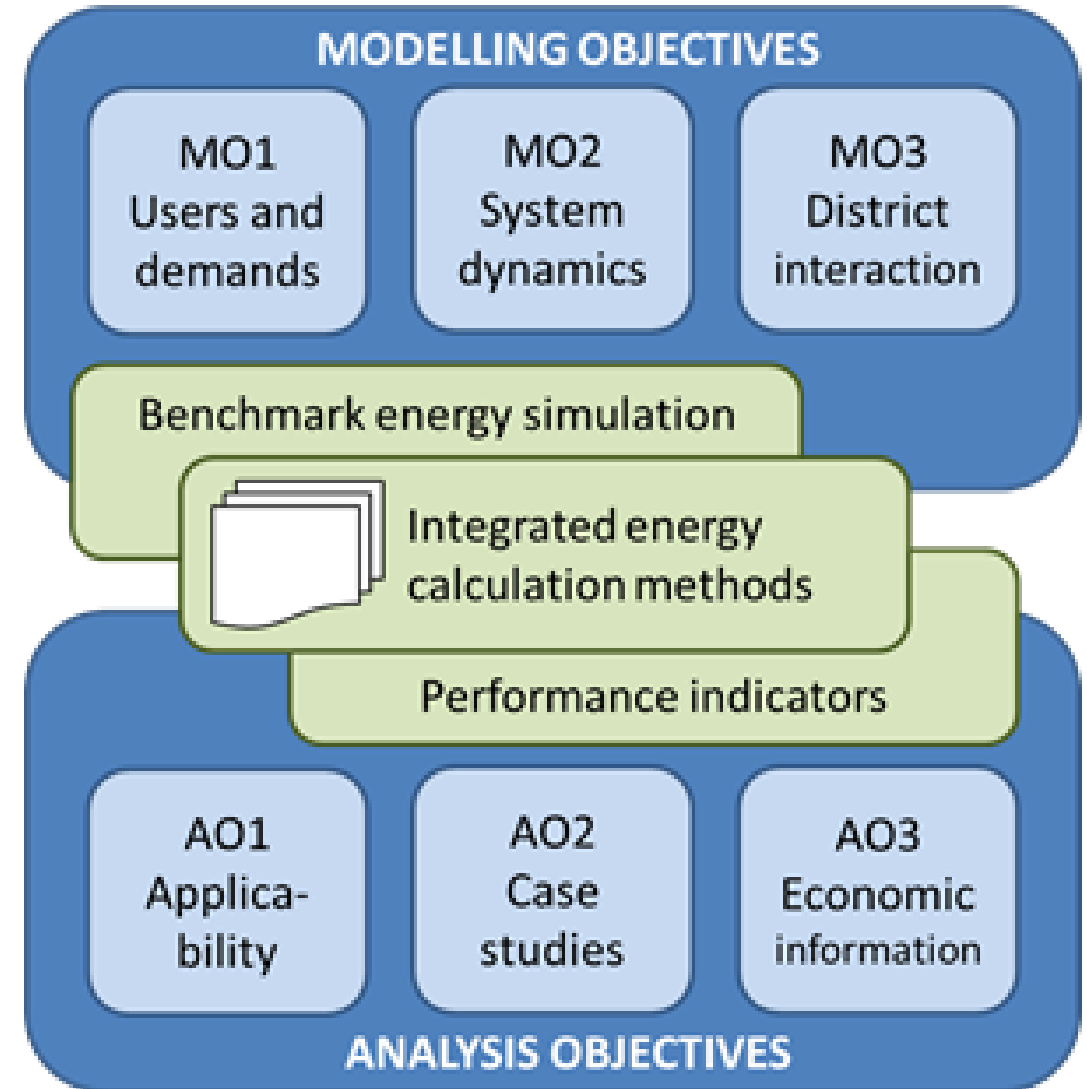 MODELLING OBJECTIVES
MO1
Users and
demands
MO2
System
dynamics
MO3
District
interaction
Benchmark energy simulation
Integrated energy
calculation methods
Performance indicators
AO1
Applica-
bility
AO2
Case
studies
AO3
Economic
information
ANALYSIS OBJECTIVES